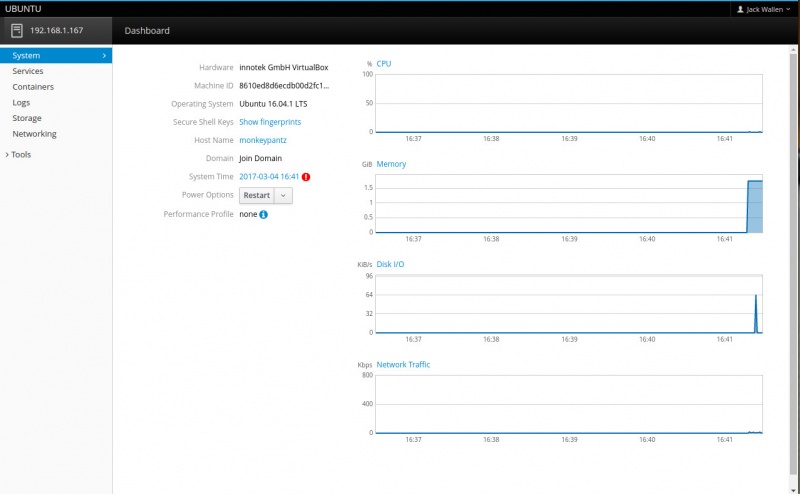 UBUNTU
Jack Wallen
192.168.1.167
Dashboard
System
Services
Containers
Logs
Storage
Networking
Tools
Hardware innotek GmbH VirtualBox
Machine ID 8610ed8d6ecdb00d2fc1...
Operating System Ubuntu 16.04.1 LTS
Secure Shell Keys Show fingerprints
Host Name monkeypantz
Domain Join Domain
System Time 2017-03-04 16:41
Power Options Restart
Performance Profile none
% CPU
100
50
0
16:37 16:38 16:39 16:40 16:41
GiB Memory
1.5
1
0.5
0
16:37 16:38 16:39 16:40 16:41
KiB/s Disk I/O
96
64
32
0
16:37 16:38 16:39 16:40 16:41
Kbps Network Traffic
800
400
0
16:37 16:38 16:39 16:40 16:41